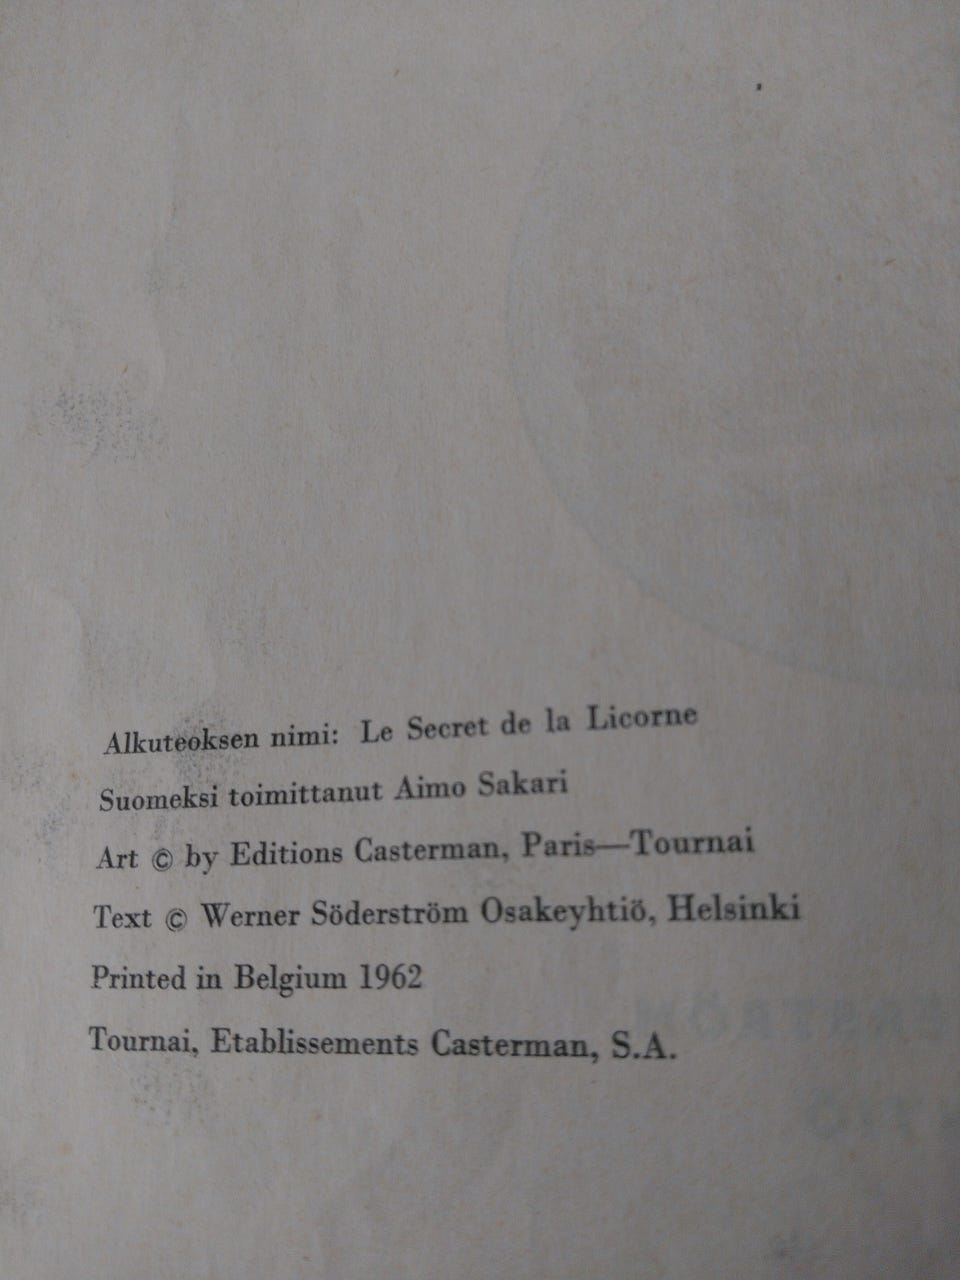 Alkuteoksen nimi: Le Secret de la Licorne
Suomeksi toimittanut Aimo Sakari
Art © by Editions Casterman, Paris—Tournai
Text © Werner Söderström Osakeyhtiö, Helsinki
Printed in Belgium 1962
Tournai, Etablissements Casterman, S.A.